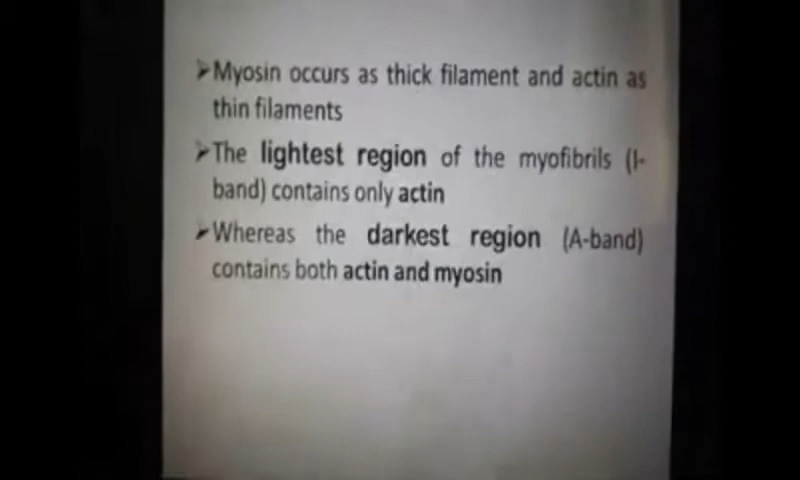 ➢Myosin occurs as thick filament and actin as
thin filaments
➢The lightest region of the myofibrils (I-
band) contains only actin
➢Whereas the darkest region (A-band)
contains both actin and myosin